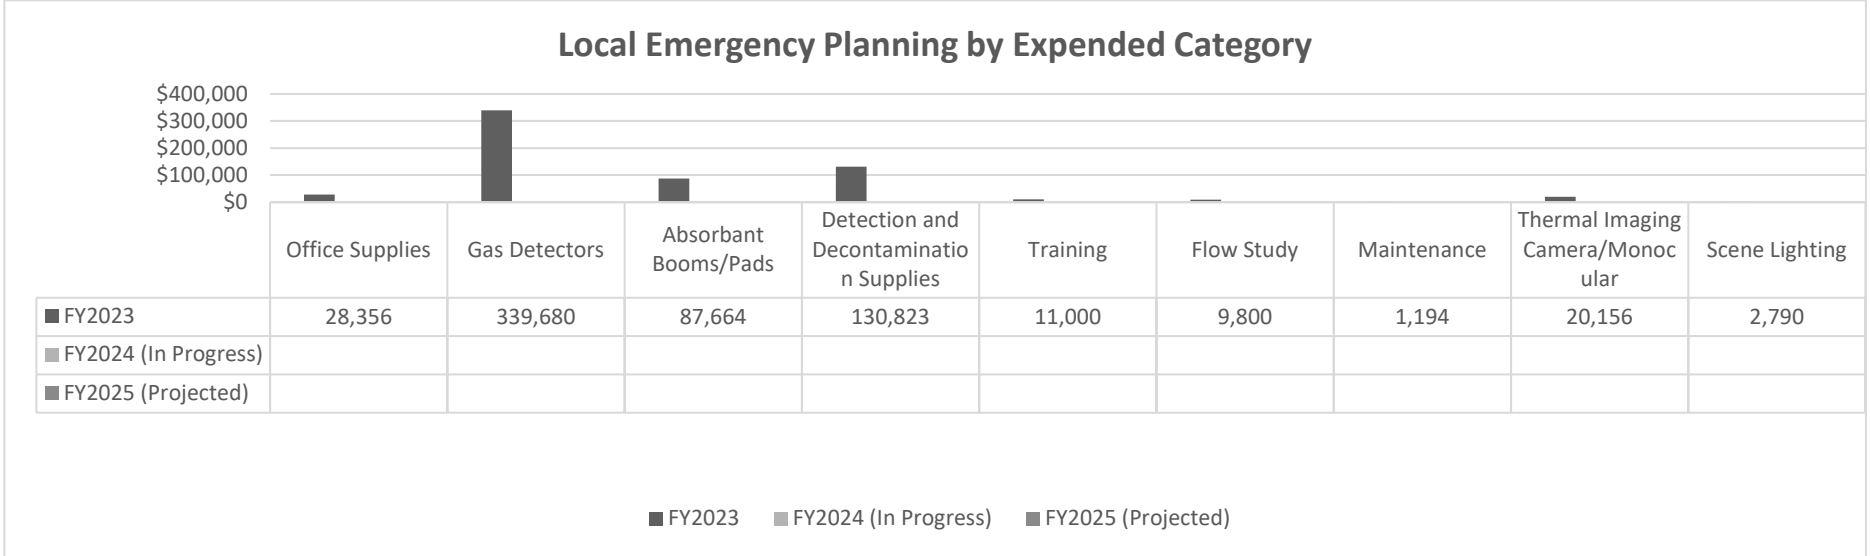 Local Emergency Planning by Expended Category
$400,000
$300,000
$200,000
$100,000
$0
Office Supplies
Gas Detectors
Absorbant
Booms/Pads
Detection and
Decontaminatio
n Supplies
Training
Flow Study
Maintenance
Thermal Imaging
Camera/Monoc
ular
Scene Lighting
FY2023 28,356 339,680 87,664 130,823 11,000 9,800 1,194 20,156 2,790
FY2024 (In Progress)
FY2025 (Projected)
FY2023 FY2024 (In Progress) FY2025 (Projected)